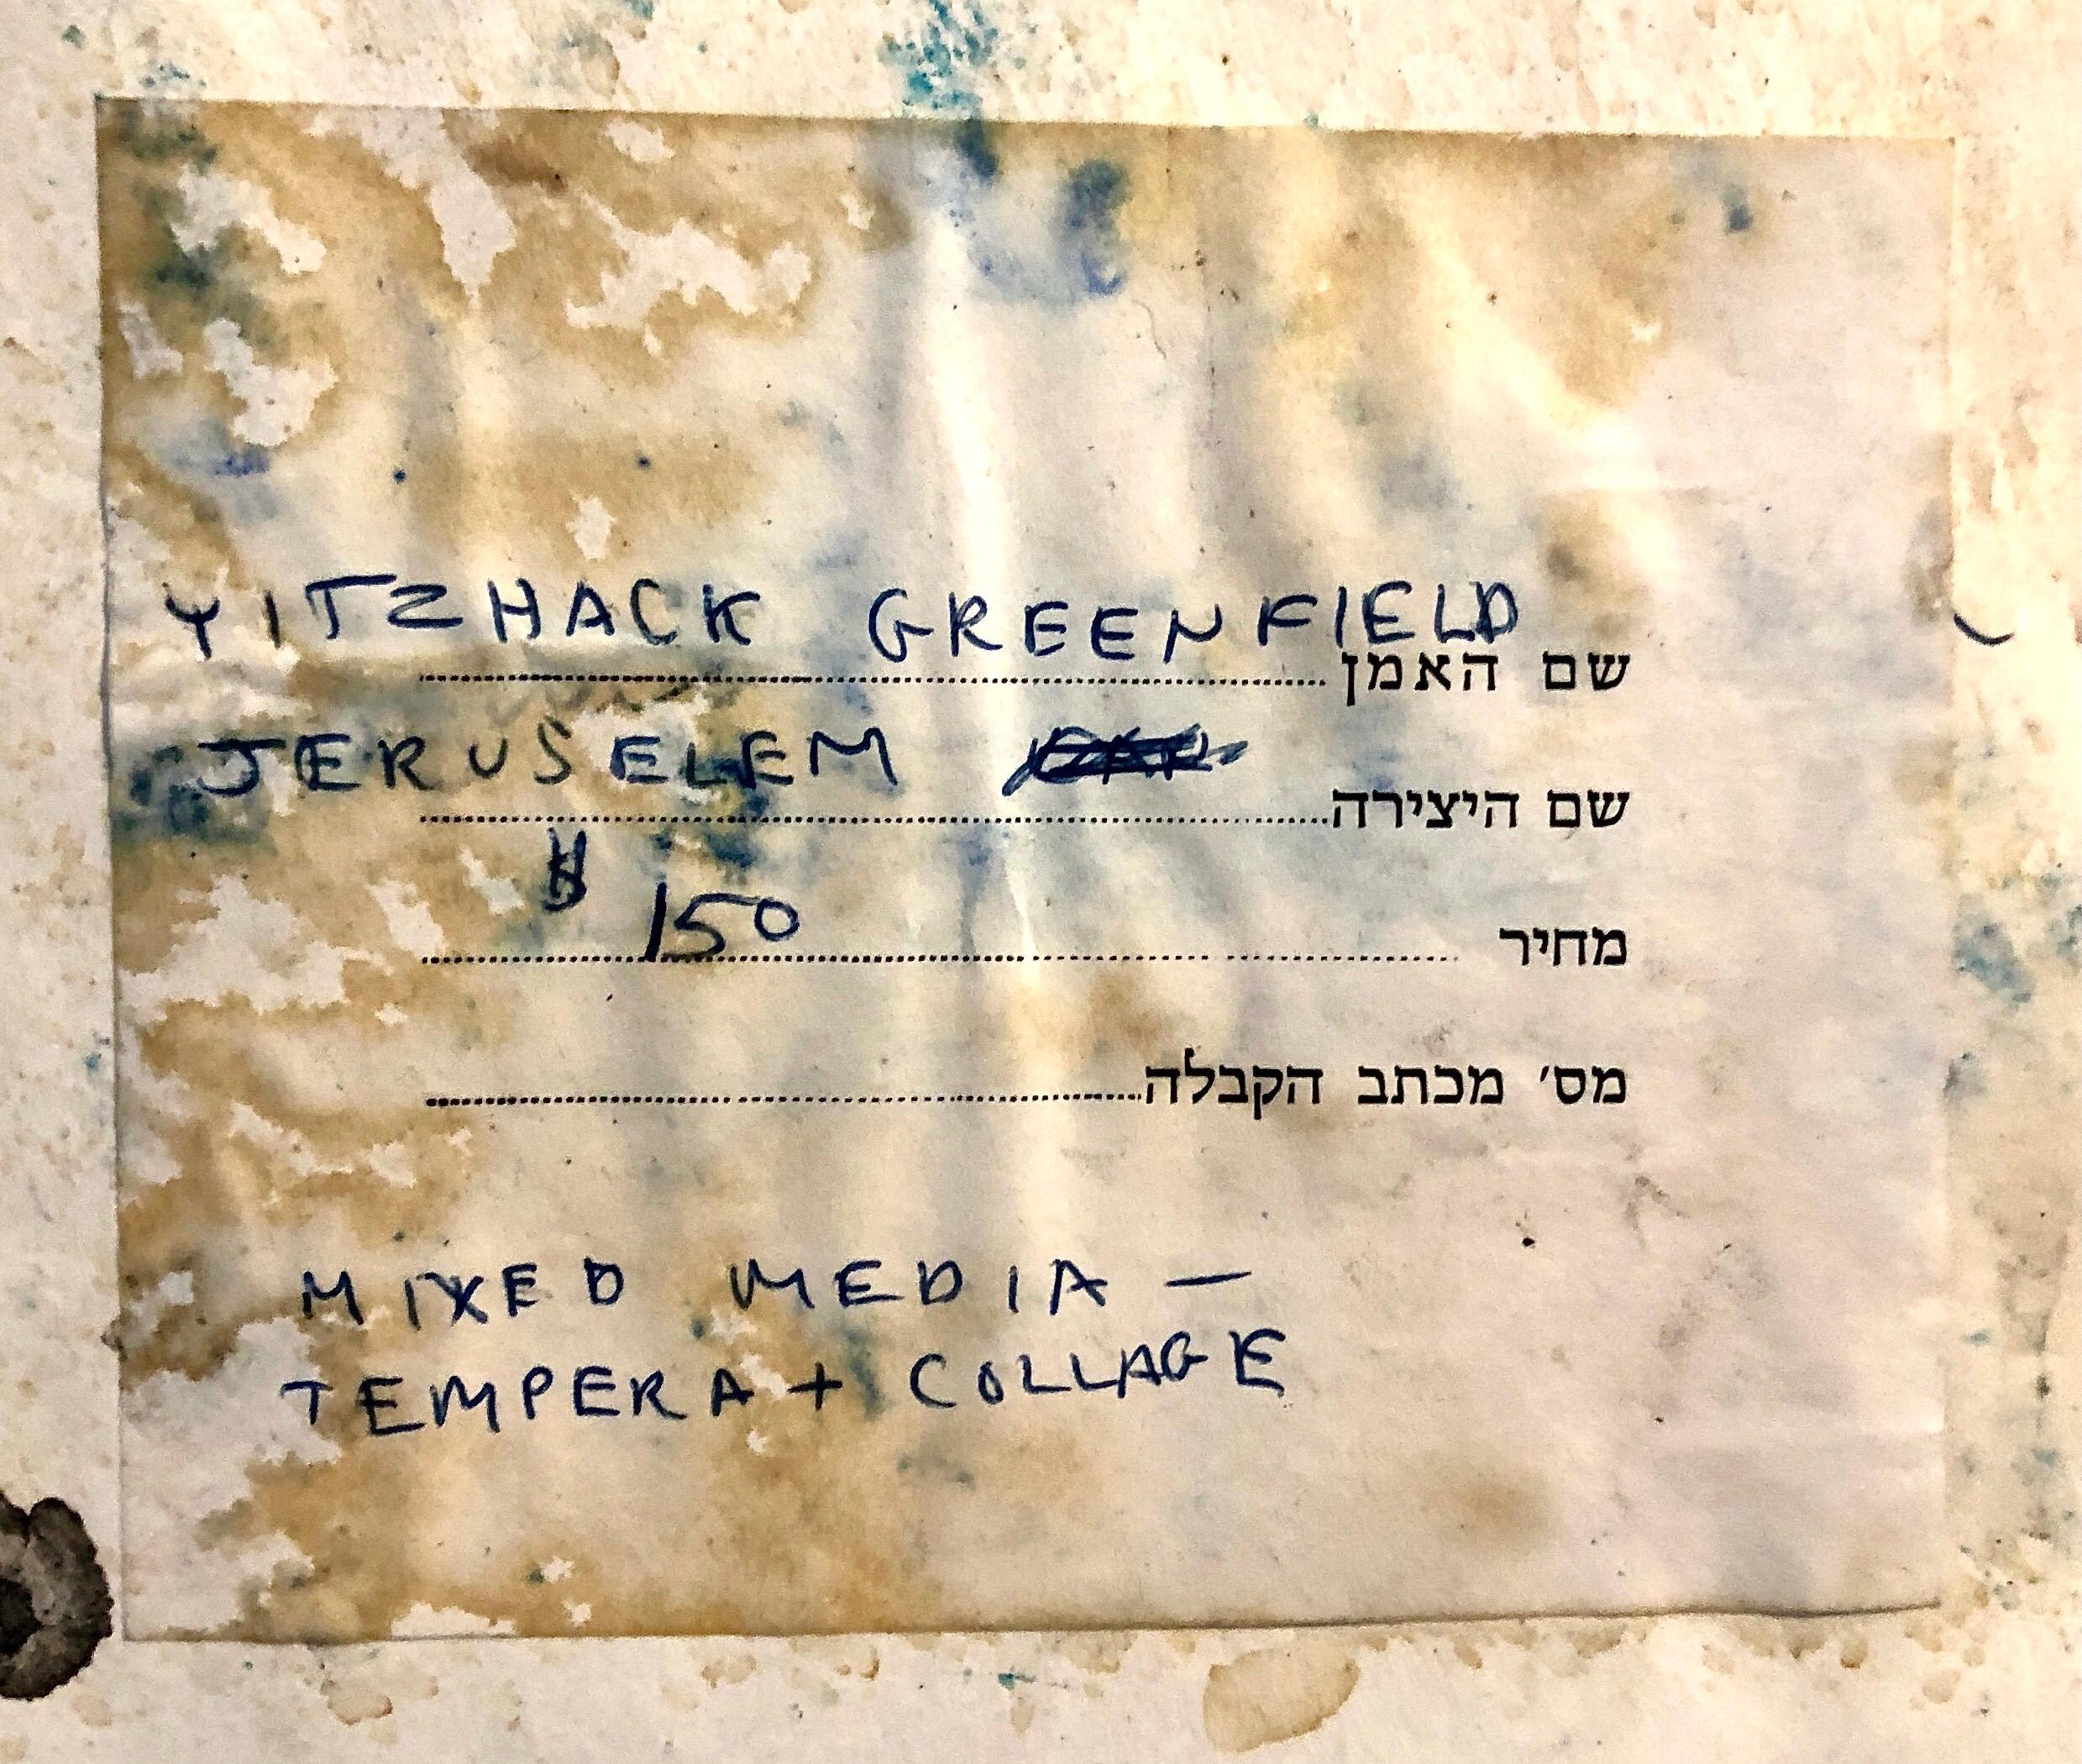 שם האמן YITZHACK GREENFIELD
שם היצירה JERUSELEM
מחיר $ 150
מס׳ מכתב הקבלה
MIXED MEDIA —
TEMPERA + COLLAGE